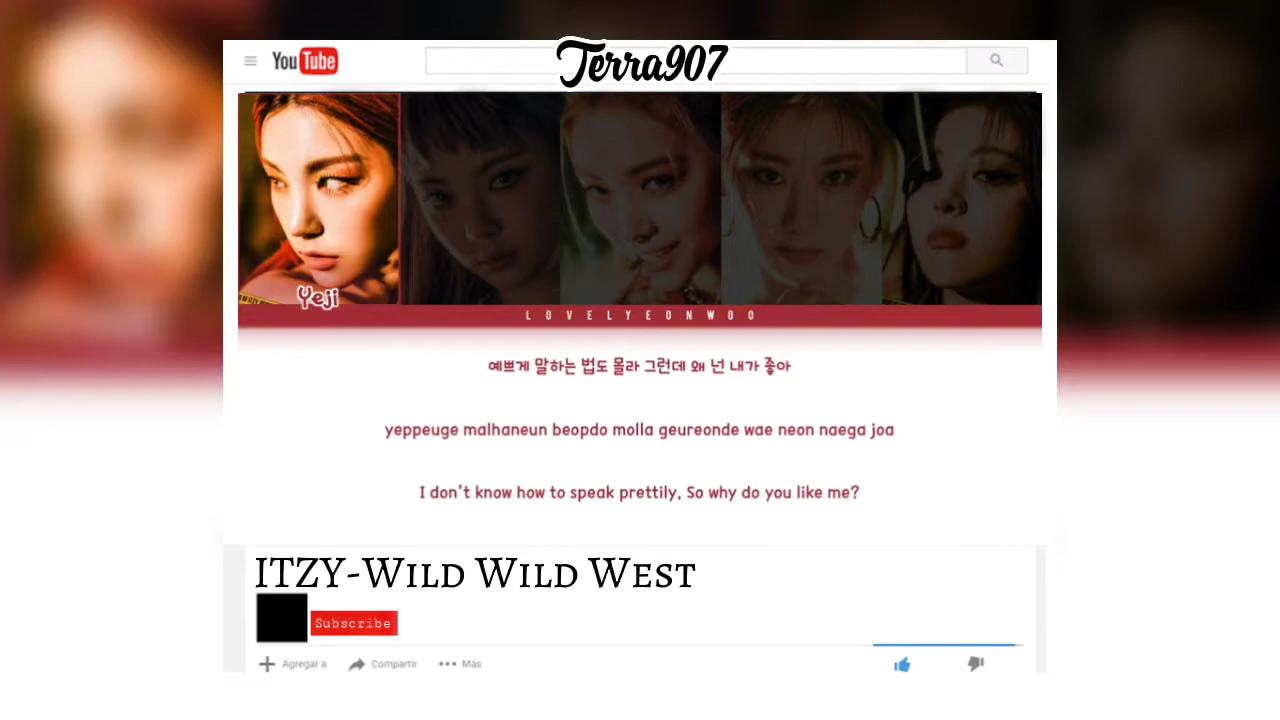 YouTube
Terra907
Yeji
LOVELYEONWOO
예쁘게 말하는 법도 몰라 그런데 왜 넌 내가 좋아
yeppeuge malhaneun beopdo molla geureonde wae neon naega joa
I don't know how to speak prettily, So why do you like me?
ITZY-Wild Wild West
Subscribe
Agregar a Compartir Más